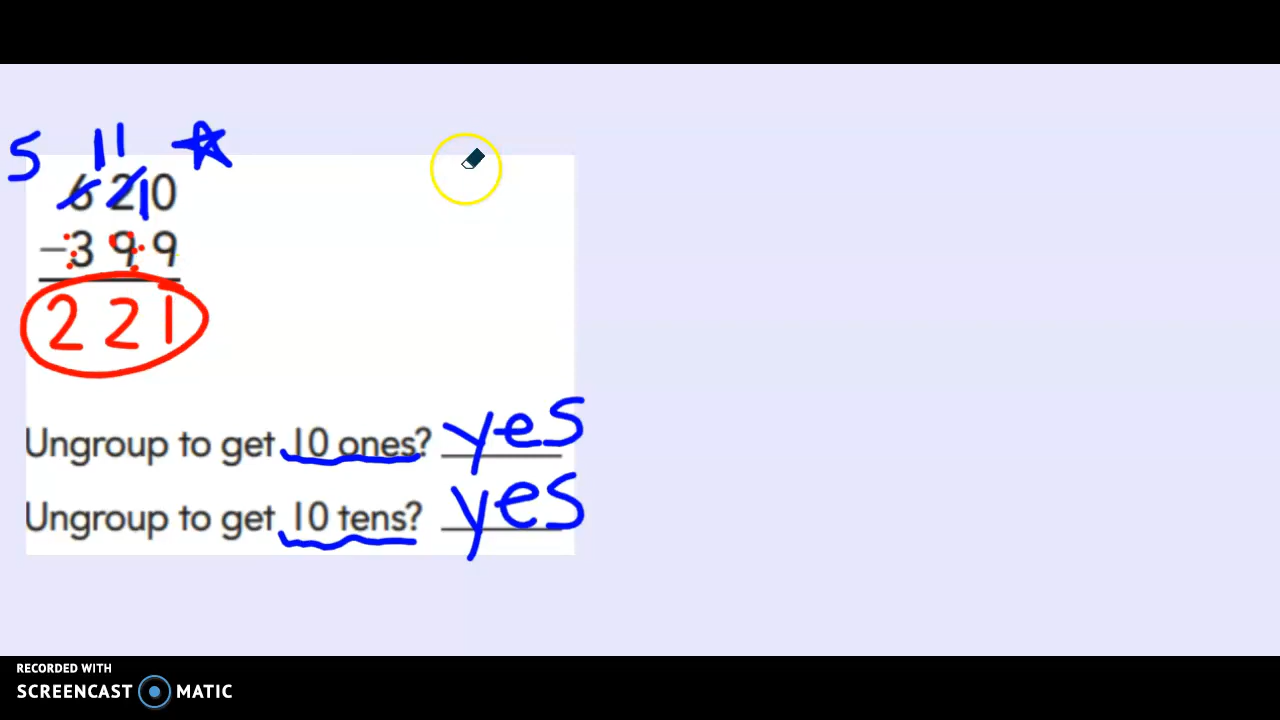 5 11
6 2 10
−3 9 9
2 2 1
Ungroup to get 10 ones? yes
Ungroup to get 10 tens? yes
RECORDED WITH
SCREENCAST MATIC